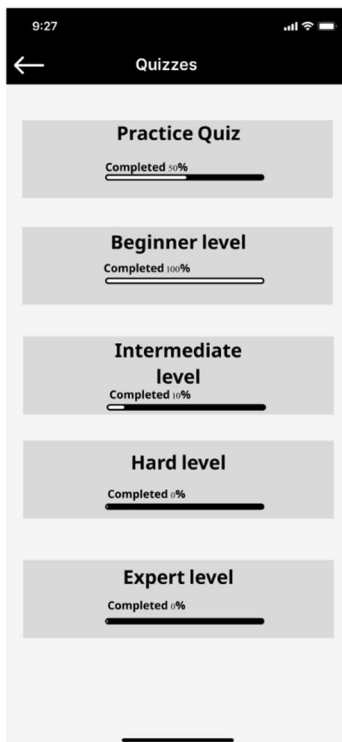 9:27
Quizzes
Practice Quiz
Completed 50%
Beginner level
Completed 100%
Intermediate
level
Completed 10%
Hard level
Completed 0%
Expert level
Completed 0%